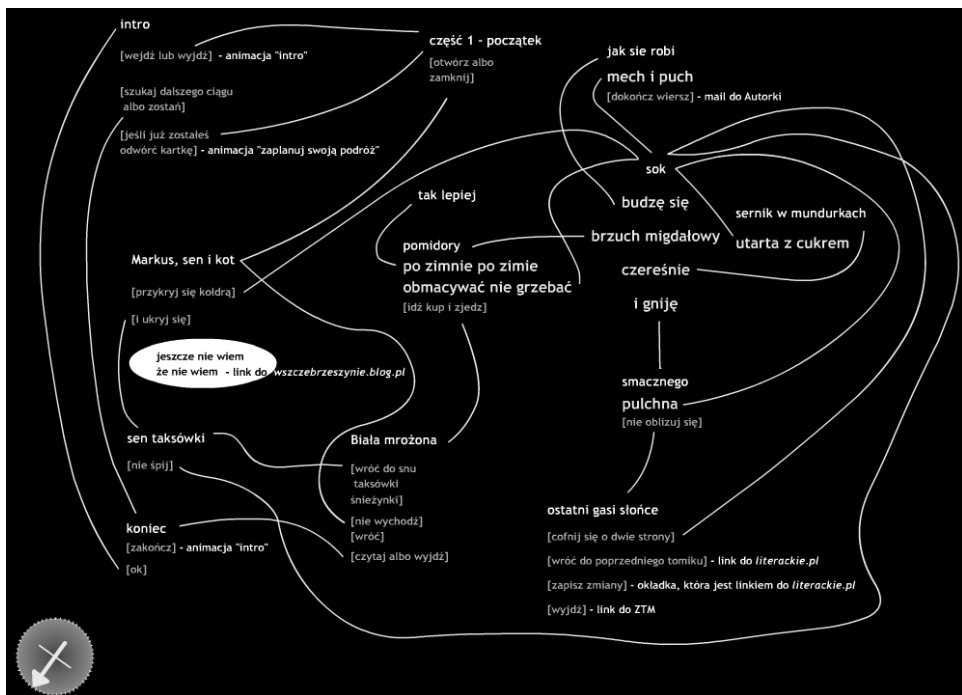 intro
[wejdź lub wyjdź] - animacja "intro"
[szukaj dalszego ciągu
albo zostań]
[jeśli już zostałeś
odwórć kartkę] - animacja "zaplanuj swoją podróż"
część 1 - początek
[otwórz albo
zamknij]
jak sie robi
mech i puch
[dokończ wiersz] - mail do Autorki
sok
budzę się
brzuch migdałowy
czereśnie
i gniję
sernik w mundurkach
utarta z cukrem
tak lepiej
pomidory
po zimnie po zimie
obmacywać nie grzebać
[idź kup i zjedz]
Markus, sen i kot
[przykryj się kołdrą]
[i ukryj się]
jeszcze nie wiem
że nie wiem - link do wszczebrzeszynie.blog.pl
smacznego
pulchna
[nie oblizuj się]
sen taksówki
[nie śpij]
Biała mrożona
[wróć do snu
taksówki
śnieżynki]
[nie wychodź]
[wróć]
[czytaj albo wyjdź]
koniec
[zakończ] - animacja "intro"
[ok]
ostatni gasi słońce
[cofnij się o dwie strony]
[wróć do poprzedniego tomiku] - link do literackie.pl
[zapisz zmiany] - okładka, która jest linkiem do literackie.pl
[wyjdź] - link do ZTM